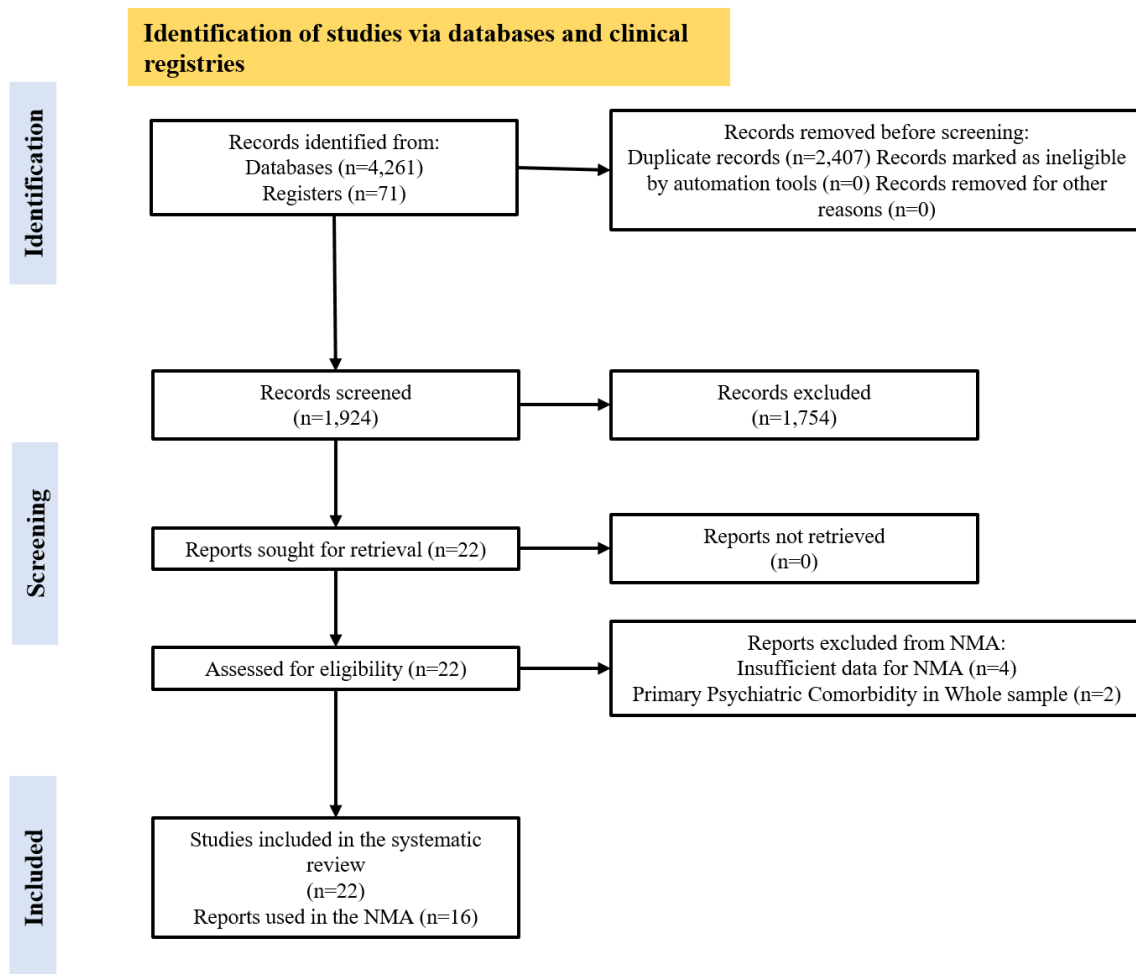 Identification of studies via databases and clinical
registries
Identification
Records identified from:
Databases (n=4,261)
Registers (n=71)
Records removed before screening:
Duplicate records (n=2,407) Records marked as ineligible
by automation tools (n=0) Records removed for other
reasons (n=0)
Records screened
(n=1,924)
Records excluded
(n=1,754)
Screening
Reports sought for retrieval (n=22)
Reports not retrieved
(n=0)
Assessed for eligibility (n=22)
Reports excluded from NMA:
Insufficient data for NMA (n=4)
Primary Psychiatric Comorbidity in Whole sample (n=2)
Included
Studies included in the systematic
review
(n=22)
Reports used in the NMA (n=16)